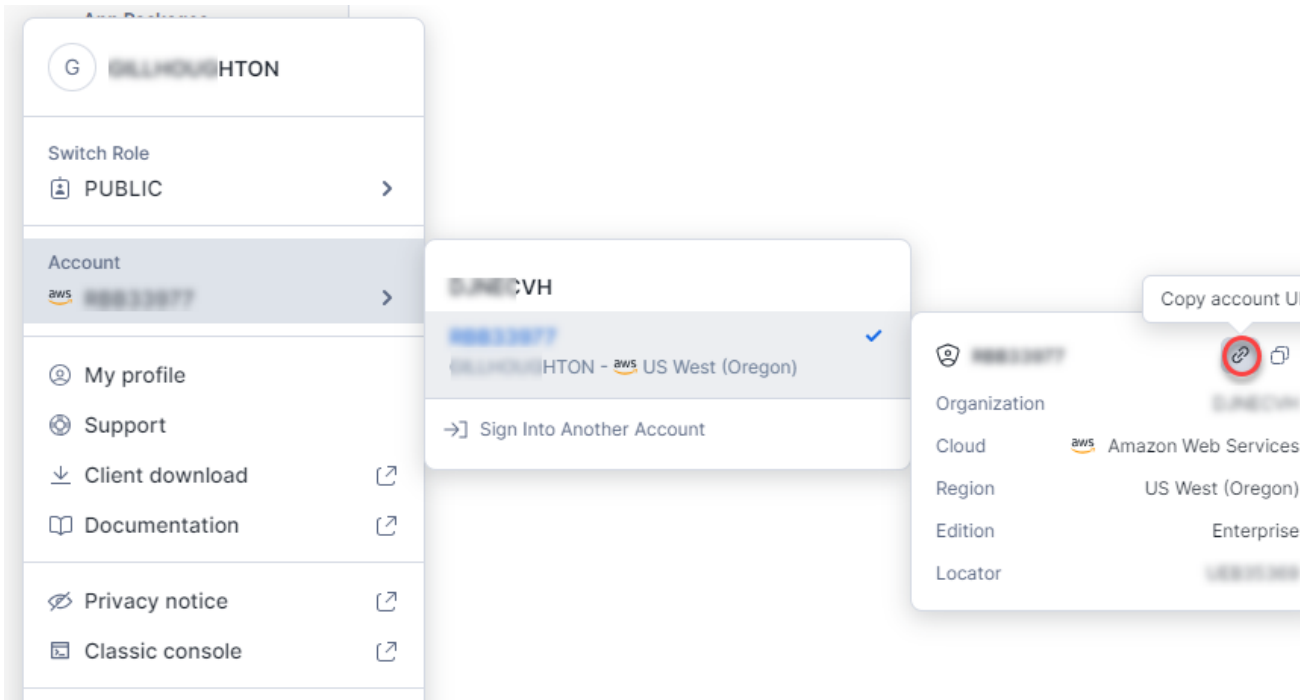 G
HTON
Switch Role
PUBLIC
Account
aws
My profile
Support
Client download
Documentation
Privacy notice
Classic console
CVH
HTON - aws US West (Oregon)
Sign Into Another Account
Copy account U
Organization
Cloud aws Amazon Web Services
Region US West (Oregon)
Edition Enterprise
Locator